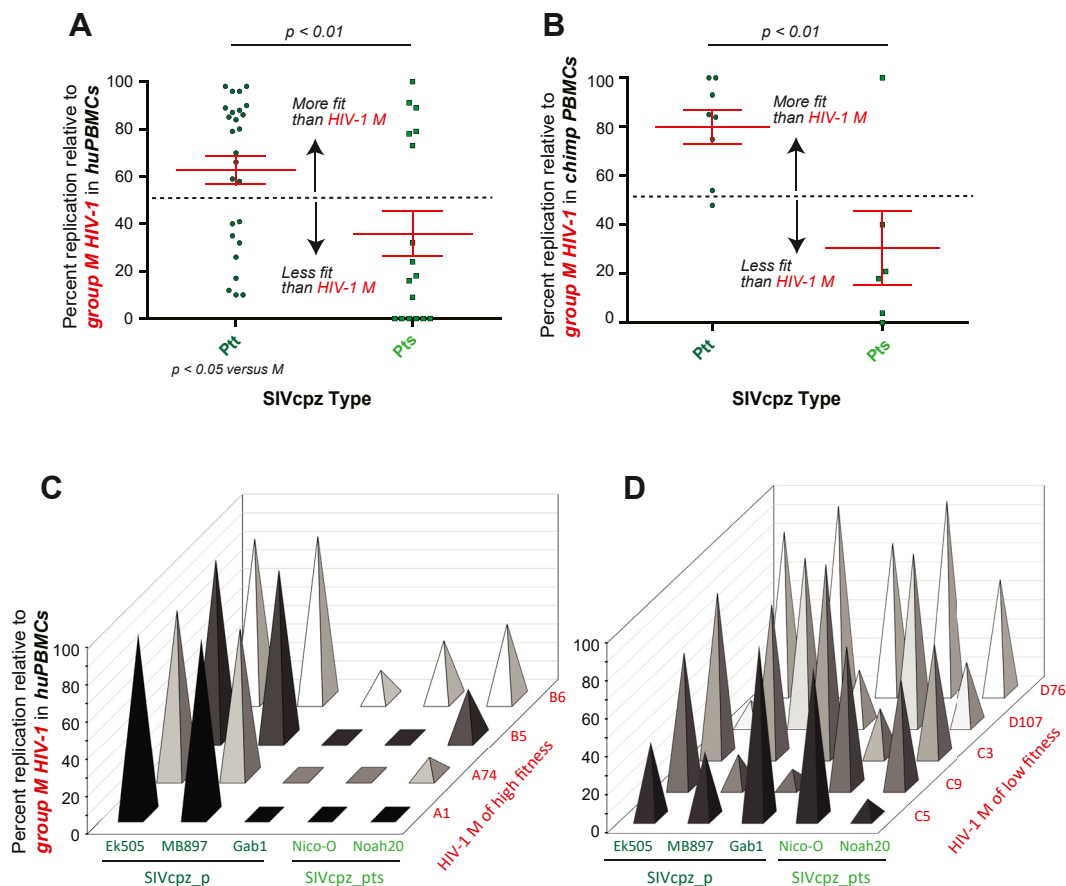 A
p < 0.01
Percent replication relative to
group M HIV-1 in huPBMCs
100
80
60
40
20
0
More fit
than HIV-1 M
Less fit
than HIV-1 M
Ptt
Pts
p < 0.05 versus M
SIVcpz Type
B
p < 0.01
Percent replication relative to
group M HIV-1 in chimp PBMCs
100
80
60
40
20
0
More fit
than HIV-1 M
Less fit
than HIV-1 M
Ptt
Pts
SIVcpz Type
C
Percent replication relative to
group M HIV-1 in huPBMCs
100
80
60
40
20
0
B6
B5
A74
A1
HIV-1 M of high fitness
Ek505 MB897 Gab1 Nico-O Noah20
SIVcpz_p SIVcpz_pts
D
100
80
60
40
20
0
D76
D107
C3
C9
C5
HIV-1 M of low fitness
Ek505 MB897 Gab1 Nico-O Noah20
SIVcpz_p SIVcpz_pts